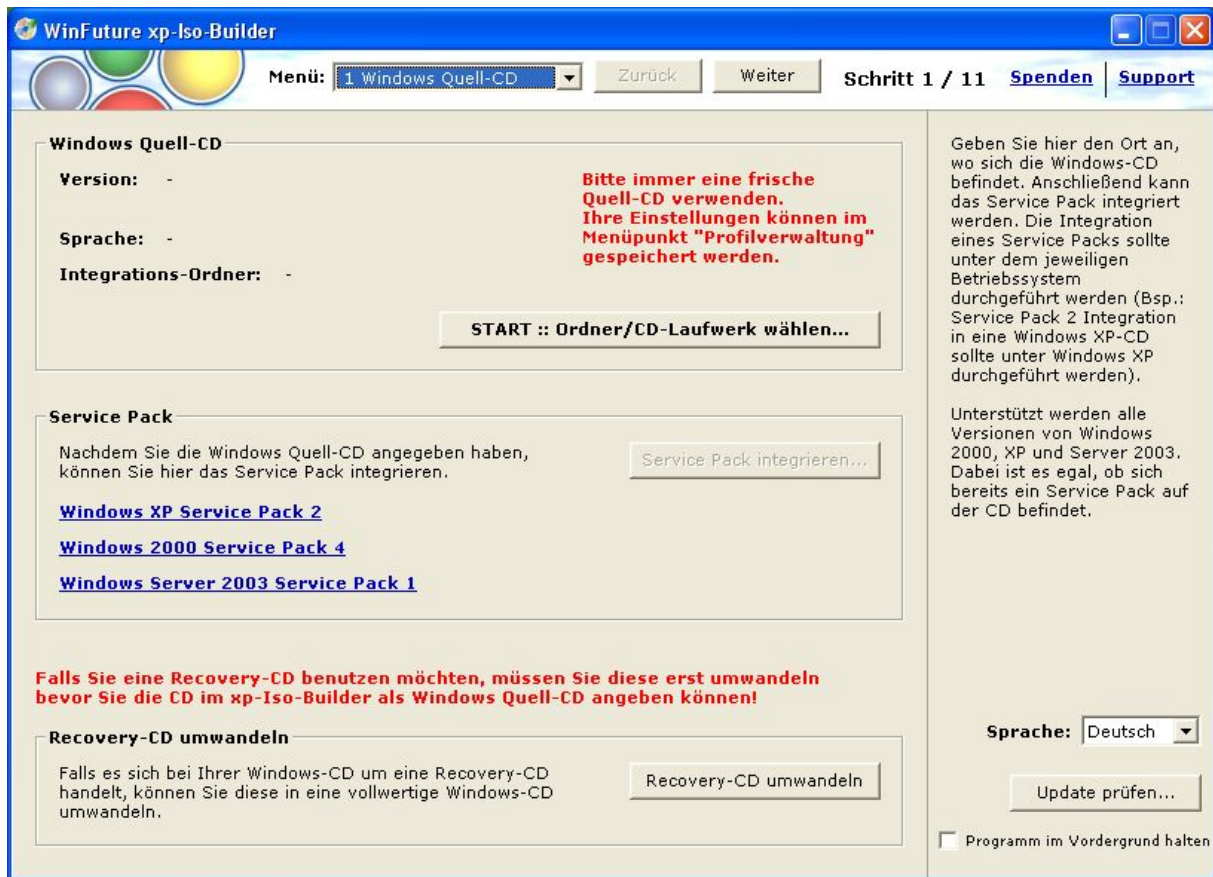 WinFuture xp-Iso-Builder
Menü: 1 Windows Quell-CD Zurück Weiter Schritt 1 / 11 Spenden Support
Windows Quell-CD
Version: -
Bitte immer eine frische
Quell-CD verwenden.
Ihre Einstellungen können im
Menüpunkt "Profilverwaltung"
gespeichert werden.
Sprache: -
Integrations-Ordner: -
START :: Ordner/CD-Laufwerk wählen...
Service Pack
Nachdem Sie die Windows Quell-CD angegeben haben,
können Sie hier das Service Pack integrieren.
Service Pack integrieren...
Windows XP Service Pack 2
Windows 2000 Service Pack 4
Windows Server 2003 Service Pack 1
Falls Sie eine Recovery-CD benutzen möchten, müssen Sie diese erst umwandeln
bevor Sie die CD im xp-Iso-Builder als Windows Quell-CD angeben können!
Recovery-CD umwandeln
Falls es sich bei Ihrer Windows-CD um eine Recovery-CD
handelt, können Sie diese in eine vollwertige Windows-CD
umwandeln.
Recovery-CD umwandeln
Geben Sie hier den Ort an,
wo sich die Windows-CD
befindet. Anschließend kann
das Service Pack integriert
werden. Die Integration
eines Service Packs sollte
unter dem jeweiligen
Betriebssystem
durchgeführt werden (Bsp.:
Service Pack 2 Integration
in eine Windows XP-CD
sollte unter Windows XP
durchgeführt werden).
Unterstützt werden alle
Versionen von Windows
2000, XP und Server 2003.
Dabei ist es egal, ob sich
bereits ein Service Pack auf
der CD befindet.
Sprache: Deutsch
Update prüfen...
Programm im Vordergrund halten